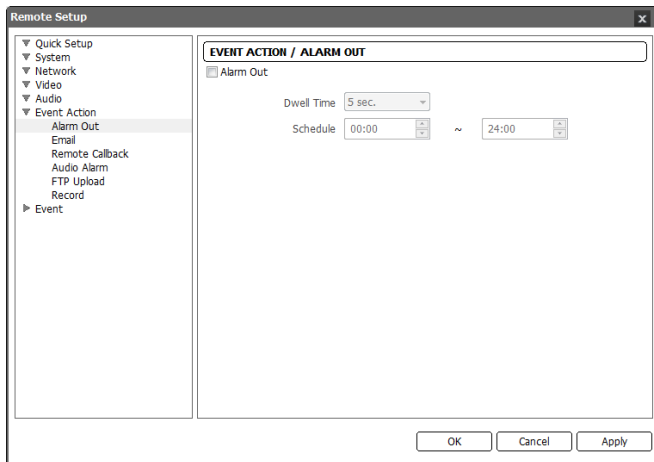 Remote Setup
x
Quick Setup
System
Network
Video
Audio
Event Action
Alarm Out
Email
Remote Callback
Audio Alarm
FTP Upload
Record
Event
EVENT ACTION / ALARM OUT
Alarm Out
Dwell Time 5 sec.
Schedule 00:00 ~ 24:00
OK Cancel Apply